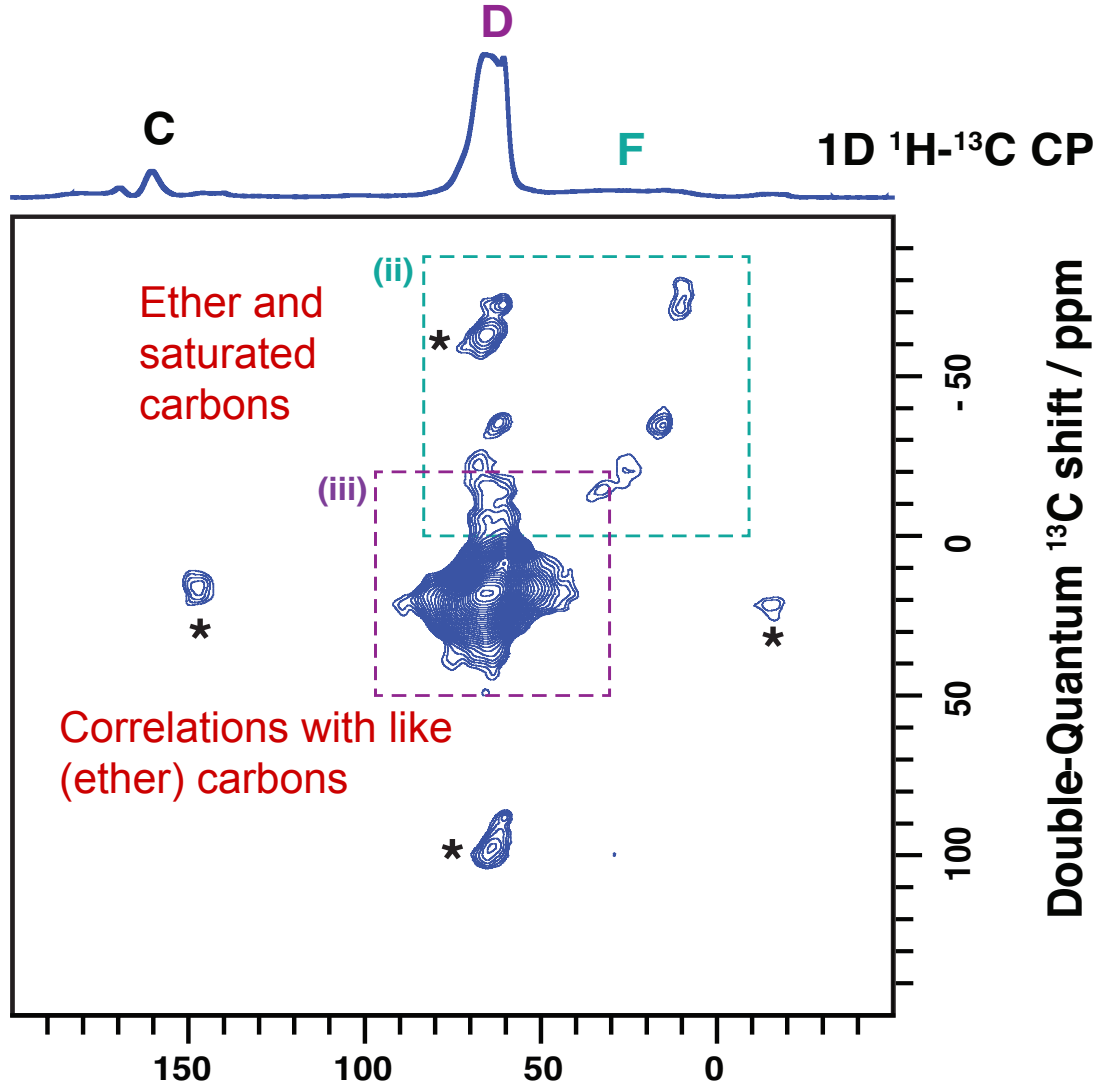 D
C
F
1D ¹H-¹³C CP
(ii)
Ether and
saturated
carbons
*
- 50
(iii)
0
*
*
50
Correlations with like
(ether) carbons
*
100
Double-Quantum ¹³C shift / ppm
150 100 50 0